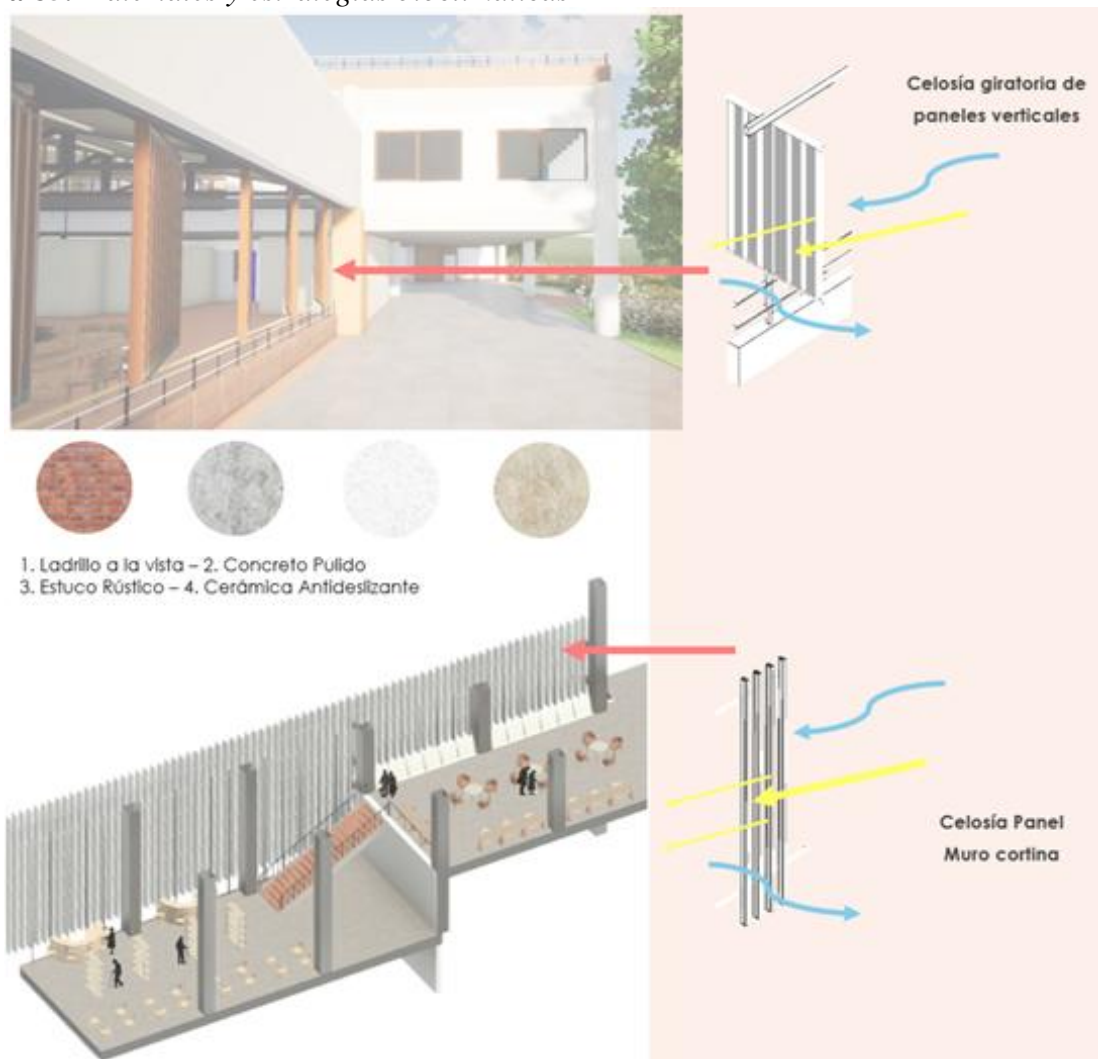 Celosía giratoria de
paneles verticales
1. Ladrillo a la vista – 2. Concreto Pulido
3. Estuco Rústico – 4. Cerámica Antideslizante
Celosía Panel
Muro cortina